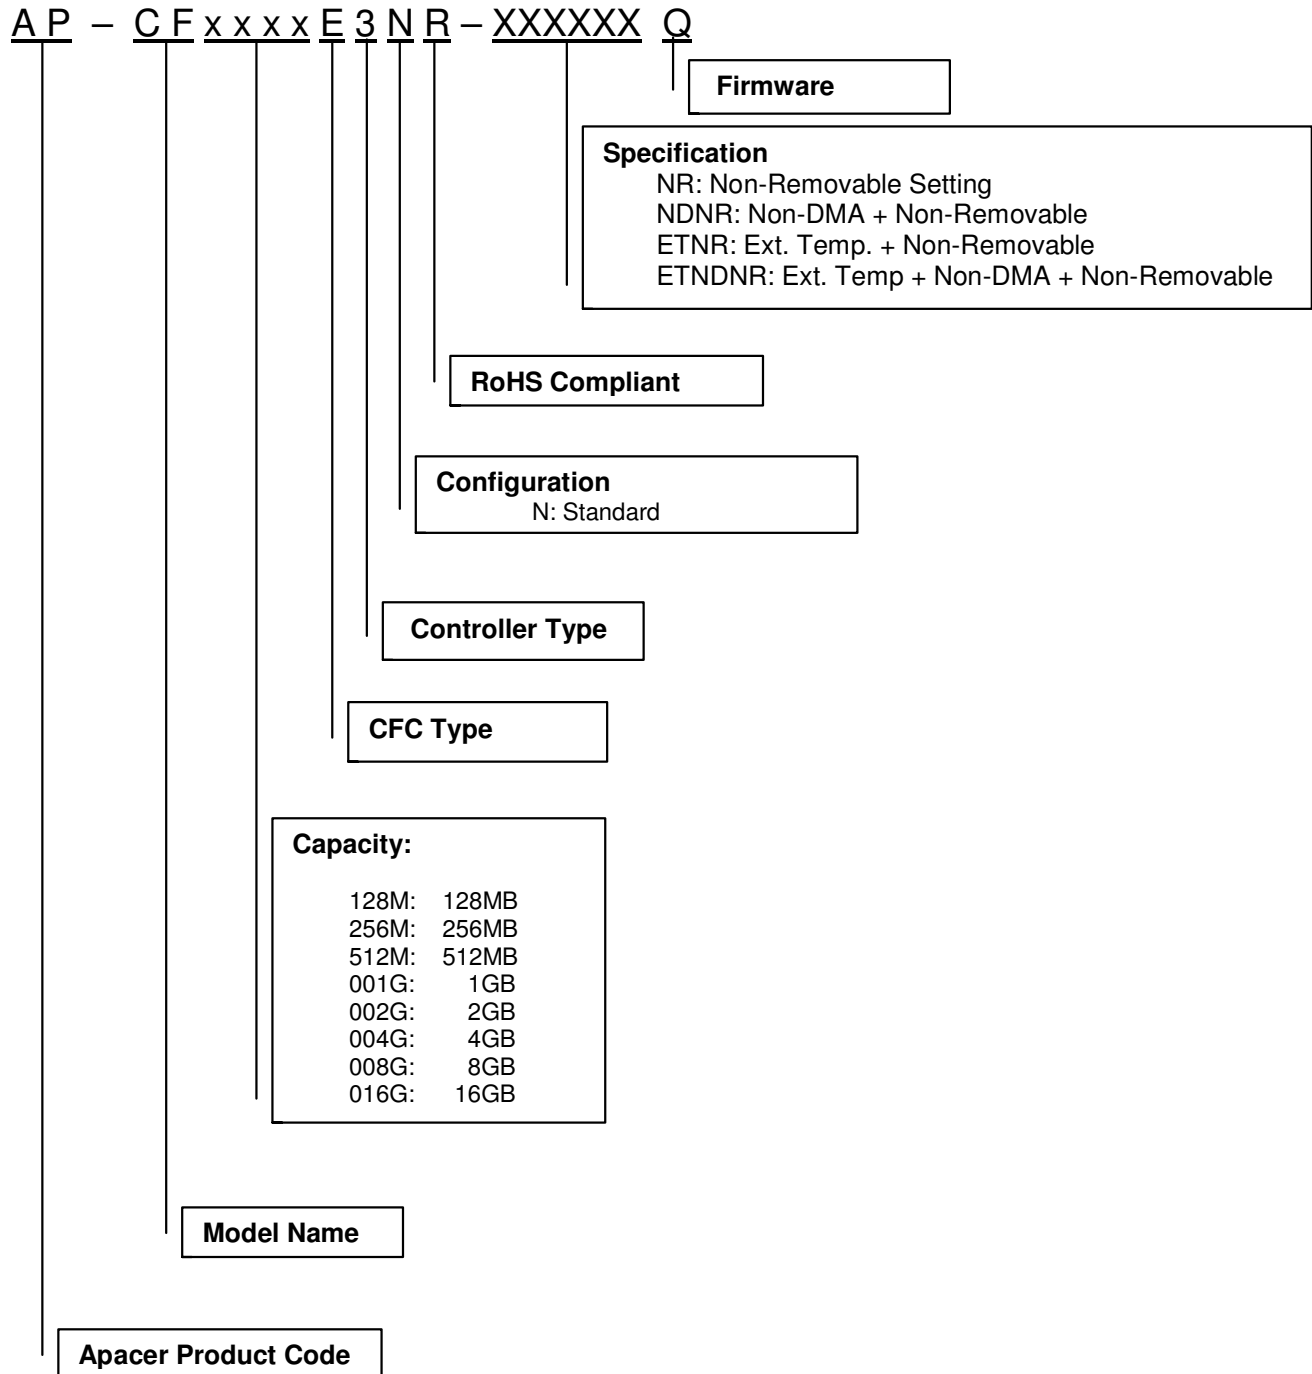 A P – C F x x x x E 3 N R – XXXXXX Q
Firmware
Specification
NR: Non-Removable Setting
NDNR: Non-DMA + Non-Removable
ETNR: Ext. Temp. + Non-Removable
ETNDNR: Ext. Temp + Non-DMA + Non-Removable
RoHS Compliant
Configuration
N: Standard
Controller Type
CFC Type
Capacity:
128M: 128MB
256M: 256MB
512M: 512MB
001G: 1GB
002G: 2GB
004G: 4GB
008G: 8GB
016G: 16GB
Model Name
Apacer Product Code